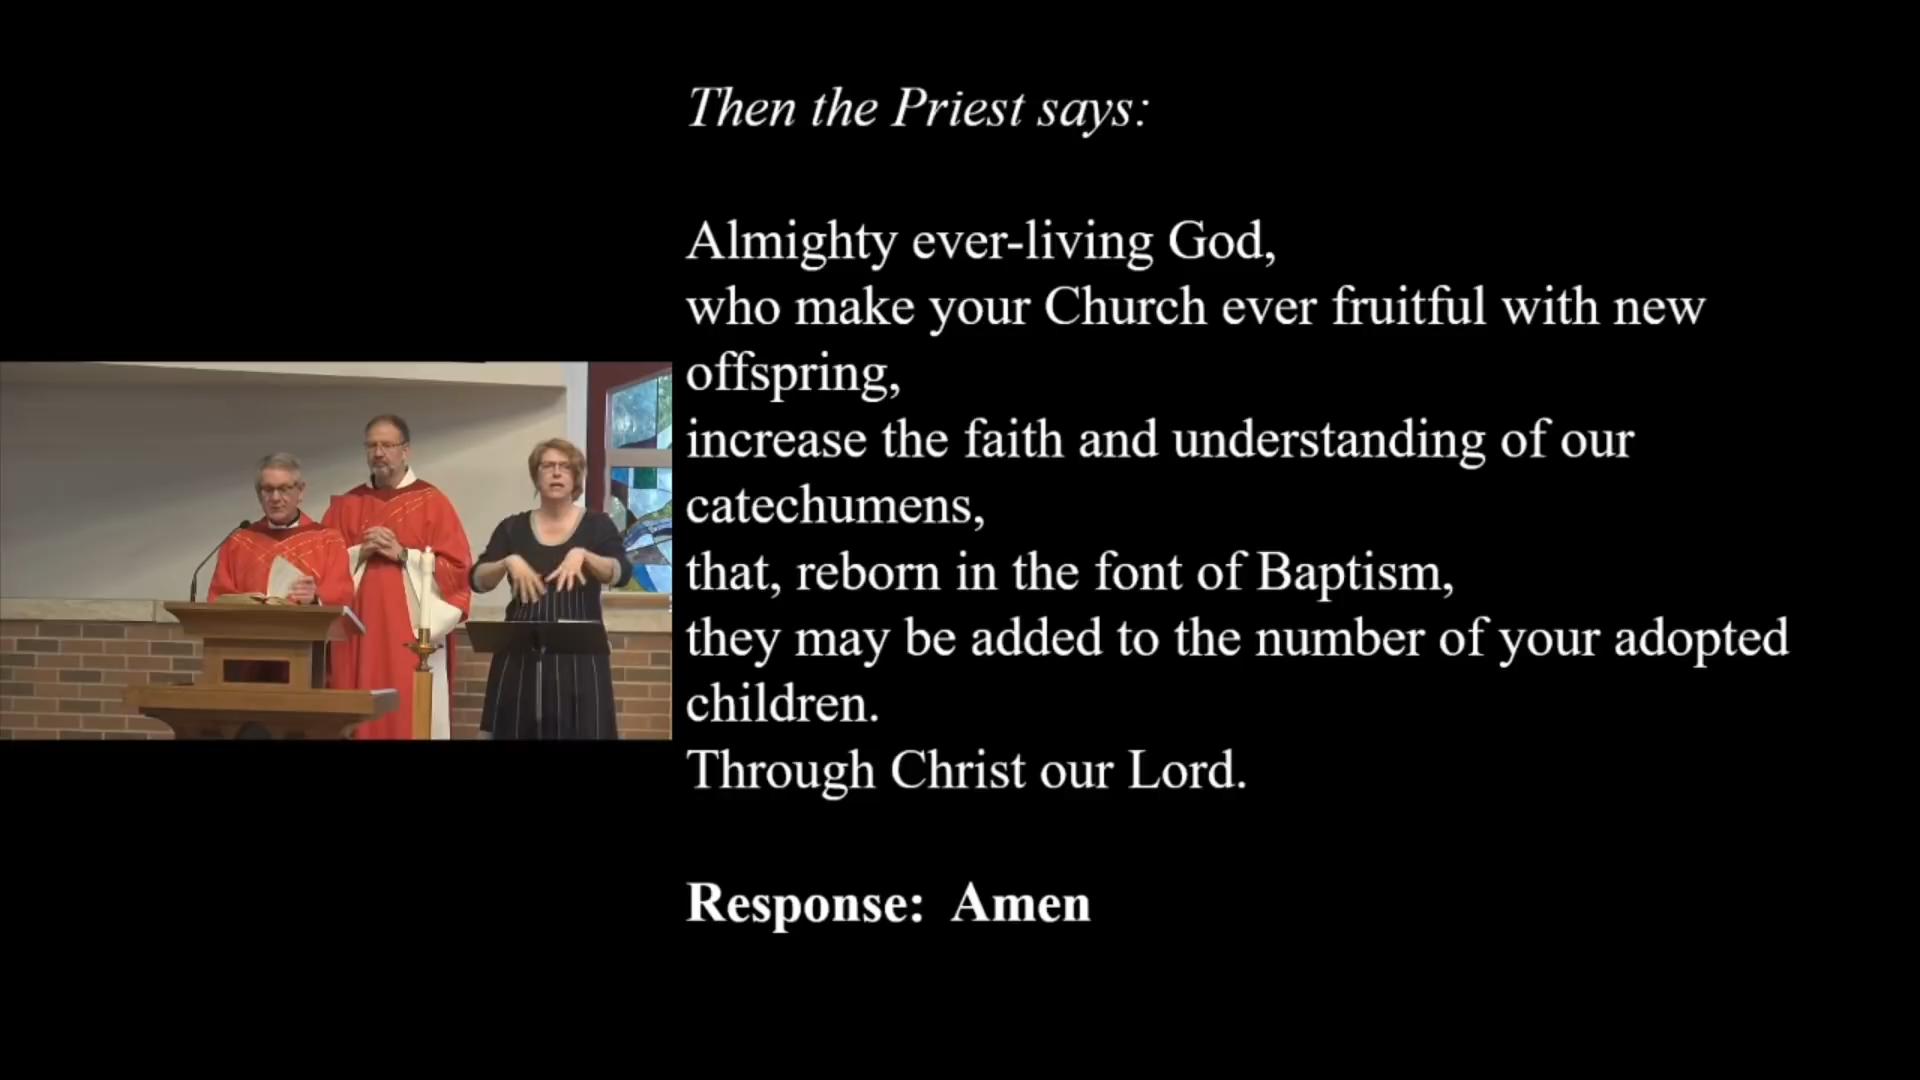 Then the Priest says:
Almighty ever-living God,
who make your Church ever fruitful with new
offspring,
increase the faith and understanding of our
catechumens,
that, reborn in the font of Baptism,
they may be added to the number of your adopted
children.
Through Christ our Lord.
Response:  Amen